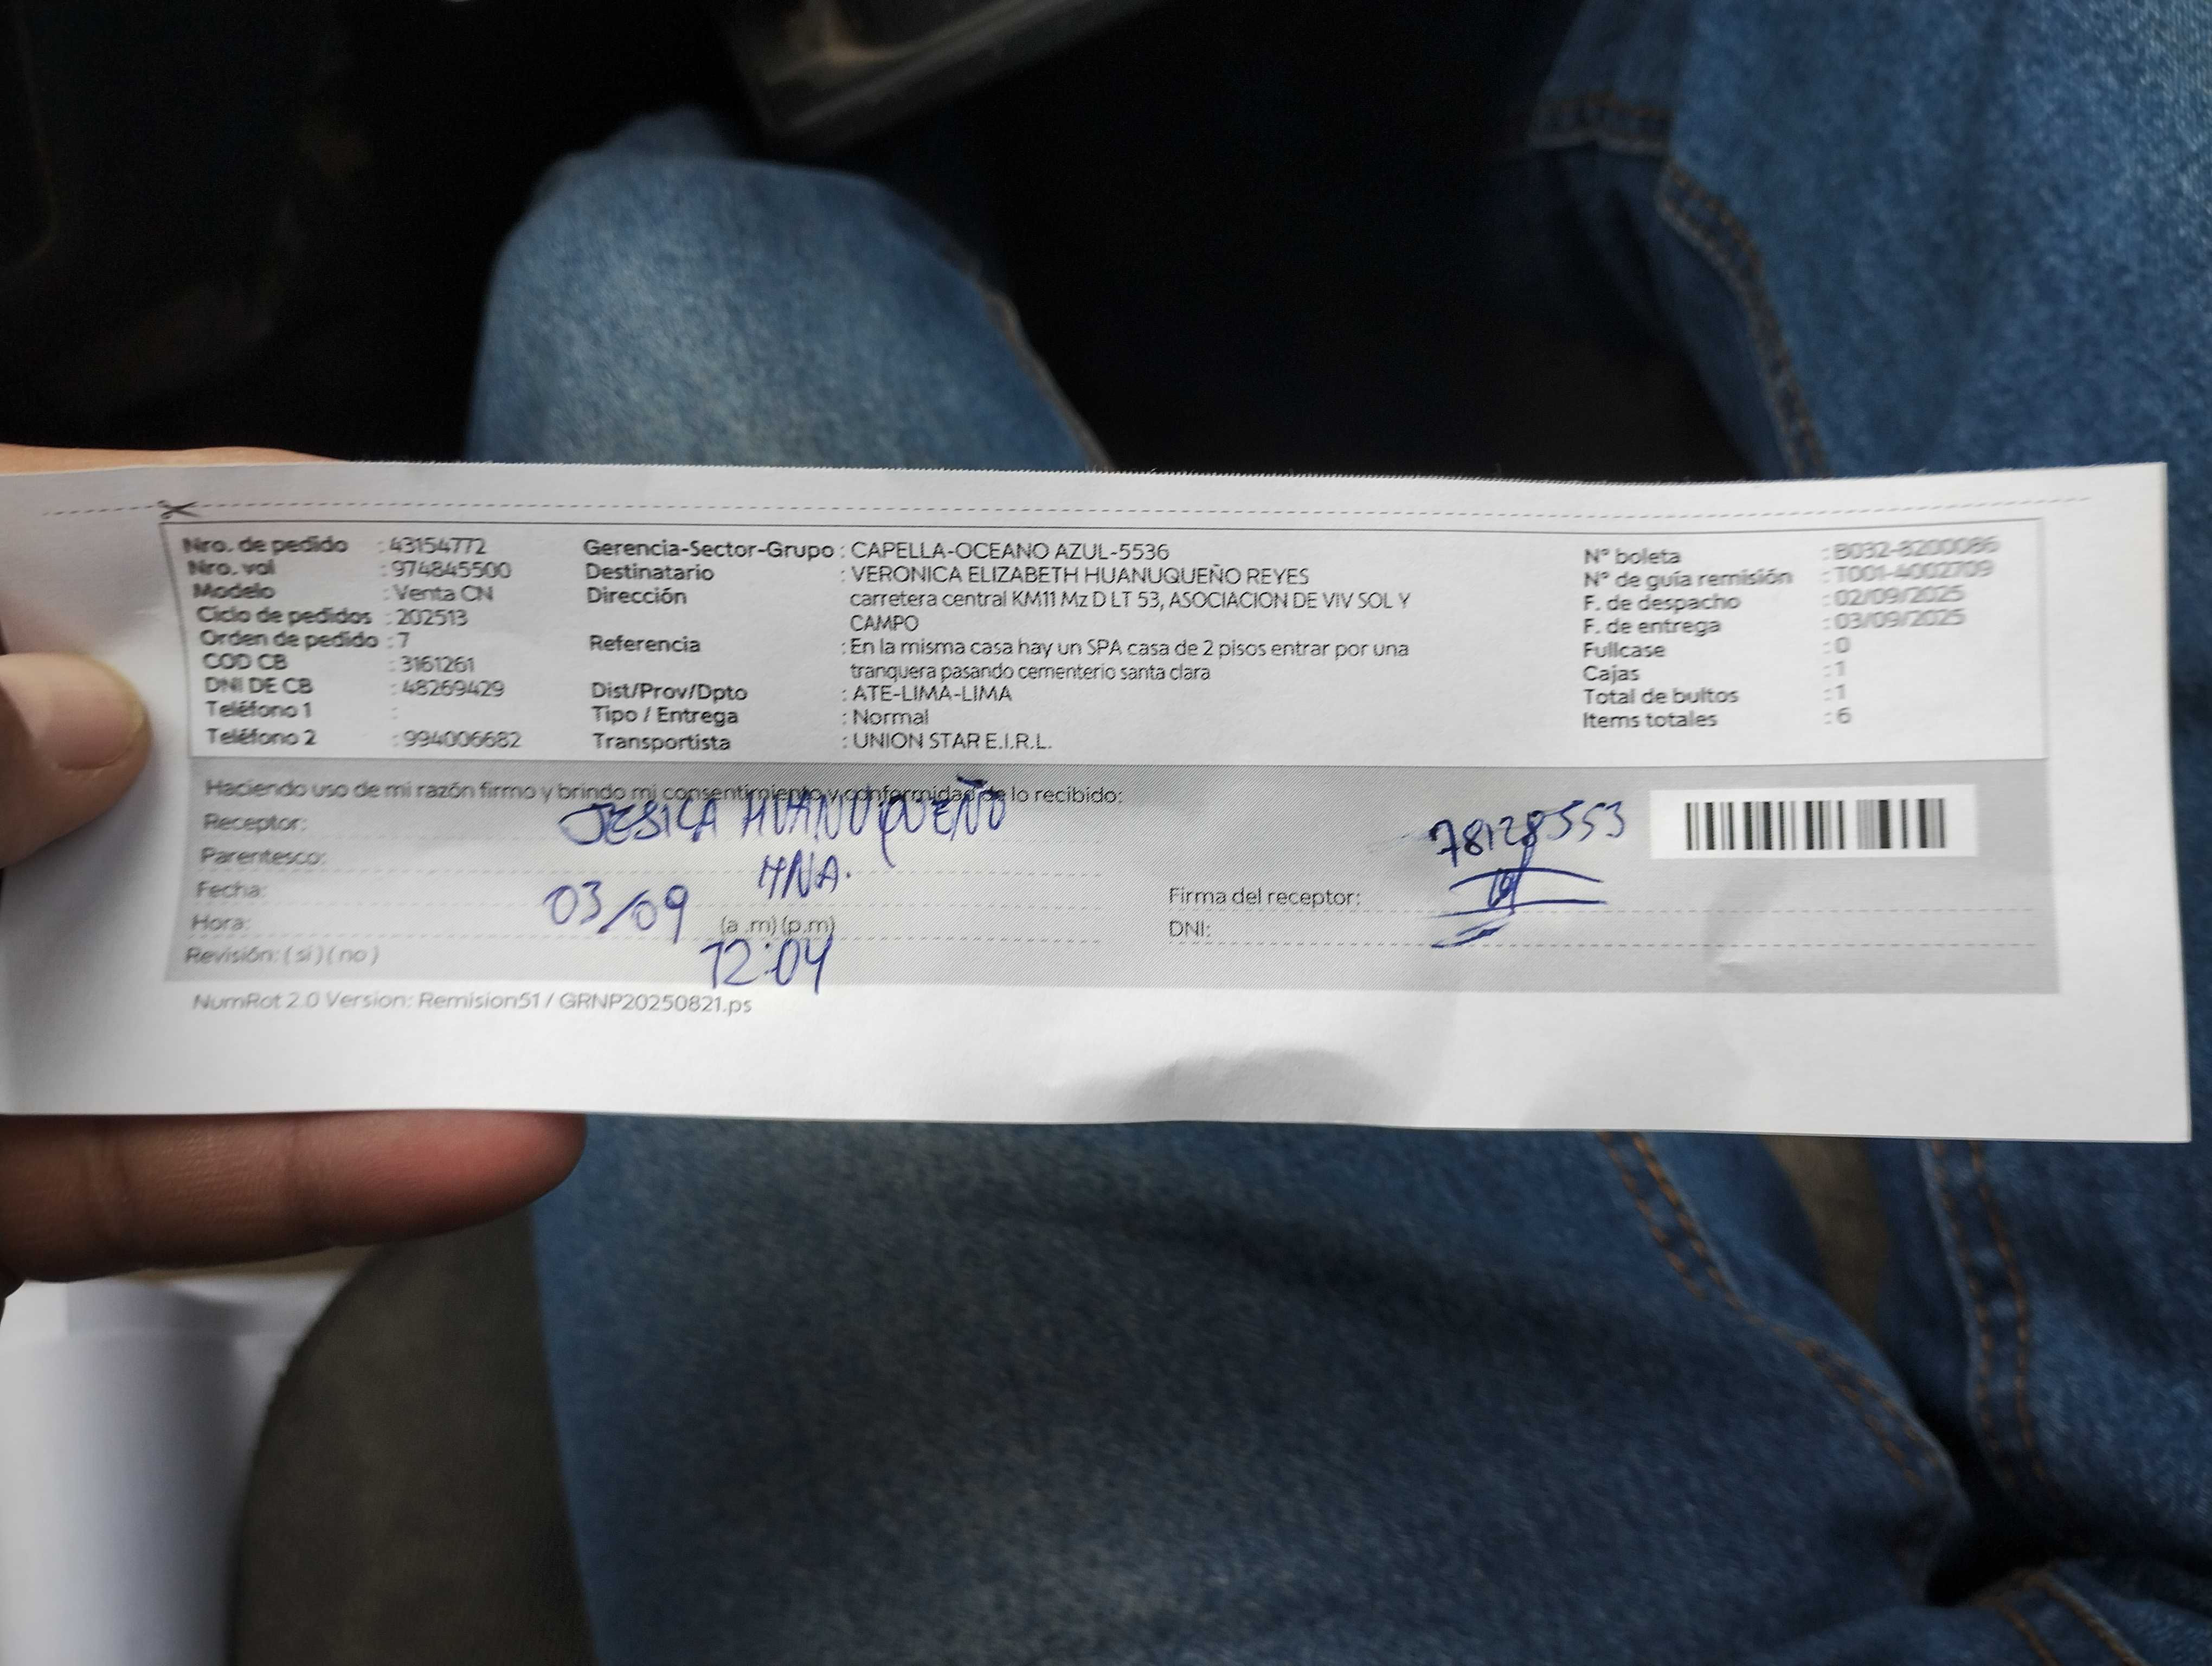 Nro. de pedido : 43154772
Nro. val : 974845500
Modelo : Venta CN
Ciclo de pedidos : 202513
Orden de pedido : 7
COD CB : 3161261
DNI DE CB : 48269429
Teléfono 1 :
Teléfono 2 : 994006682
Gerencia-Sector-Grupo : CAPELLA-OCEANO AZUL-5536
Destinatario : VERONICA ELIZABETH HUANUQUEÑO REYES
Dirección carretera central KM11 Mz D LT 53, ASOCIACION DE VIV SOL Y
CAMPO
Referencia : En la misma casa hay un SPA casa de 2 pisos entrar por una
tranquera pasando cementerio santa clara
Dist/Prov/Dpto : ATE-LIMA-LIMA
Tipo / Entrega : Normal
Transportista : UNION STAR E.I.R.L.
N° boleta : B032-8200086
N° de guía remisión : T001-4002709
F. de despacho : 02/09/2025
F. de entrega : 03/09/2025
Fullcase : 0
Cajas : 1
Total de bultos : 1
Items totales : 6
Haciendo uso de mi razón firmo y brindo mi consentimiento y conformidad de lo recibido:
Receptor: JESICA HUANUQUEÑO
Parentesco: HNA.
Fecha: 03/09
Hora: (a .m) (p.m)
12:04
Revisión: ( si ) ( no )
78128553
Firma del receptor:
DNI:
NumRot 2.0 Version: Remision51 / GRNP20250821.ps